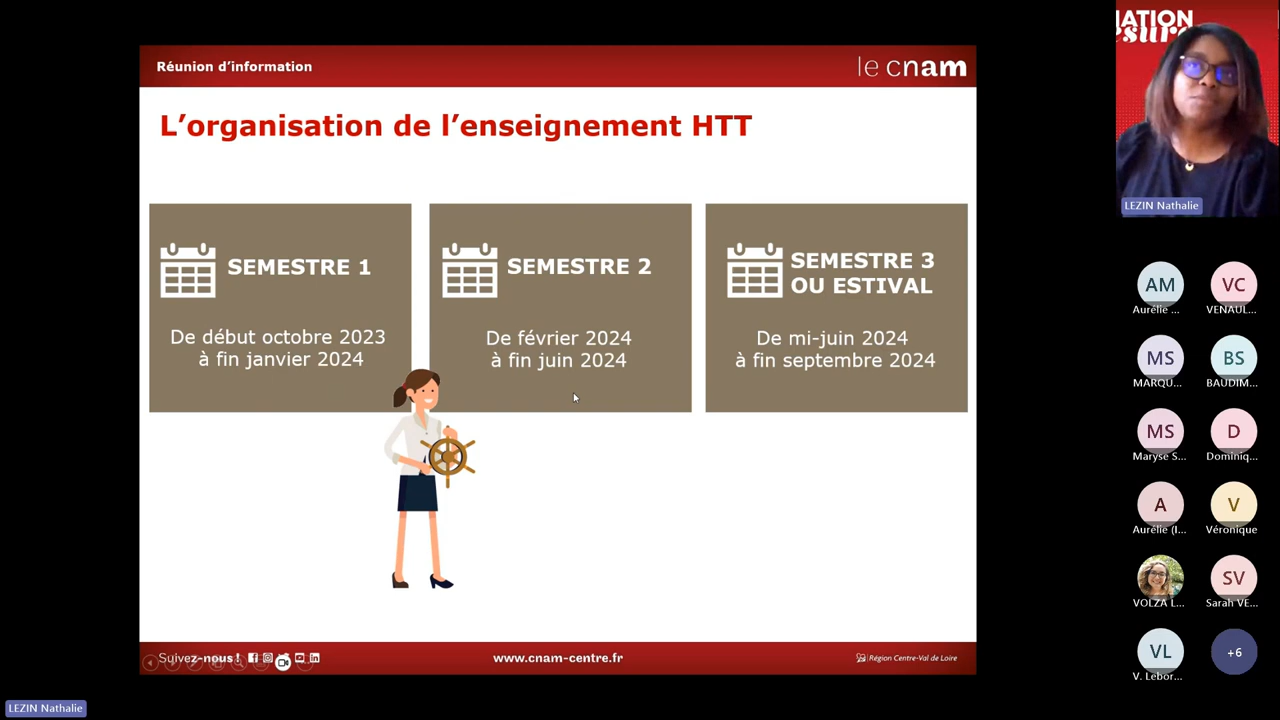 Réunion d'information
le cnam
L'organisation de l'enseignement HTT
SEMESTRE 1
De début octobre 2023
à fin janvier 2024
SEMESTRE 2
De février 2024
à fin juin 2024
SEMESTRE 3
OU ESTIVAL
De mi-juin 2024
à fin septembre 2024
Suivez-nous !
www.cnam-centre.fr
Région Centre-Val de Loire
LEZIN Nathalie
AM
Aurélie ...
VC
VENAUL...
MS
MARQU...
BS
BAUDIM...
MS
Maryse S...
D
Dominiq...
A
Aurélie (I...
V
Véronique
VOLZA L...
SV
Sarah VE...
VL
V. Lebor...
+6
LEZIN Nathalie